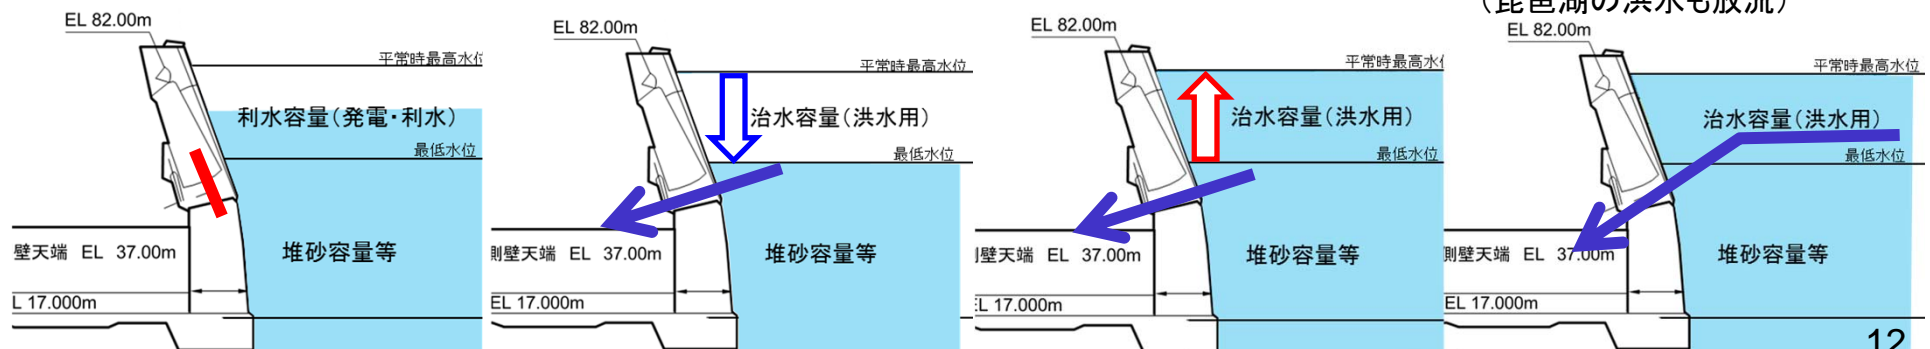 (琵琶湖の洪水も放流)
EL 82.00m
平常時最高水位
利水容量(発電・利水)
最低水位
壁天端 EL 37.00m
堆砂容量等
L 17.000m
EL 82.00m
平常時最高水位
治水容量(洪水用)
最低水位
側壁天端 EL 37.00m
堆砂容量等
EL 17.000m
EL 82.00m
平常時最高水位
治水容量(洪水用)
最低水位
壁天端 EL 37.00m
堆砂容量等
EL 17.000m
EL 82.00m
平常時最高水位
治水容量(洪水用)
最低水位
側壁天端 EL 37.00m
堆砂容量等
EL 17.000m
12